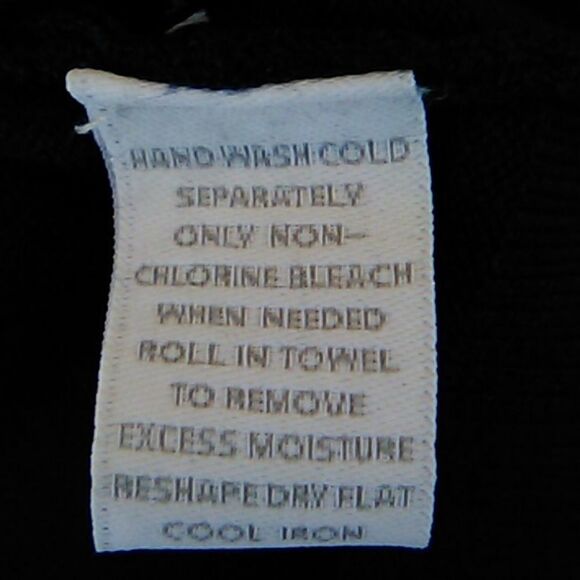 HAND WASH COLD
SEPARATELY
ONLY NON-
CHLORINE BLEACH
WHEN NEEDED
ROLL IN TOWEL
TO REMOVE
EXCESS MOISTURE
RESHAPE DRY FLAT
COOL IRON